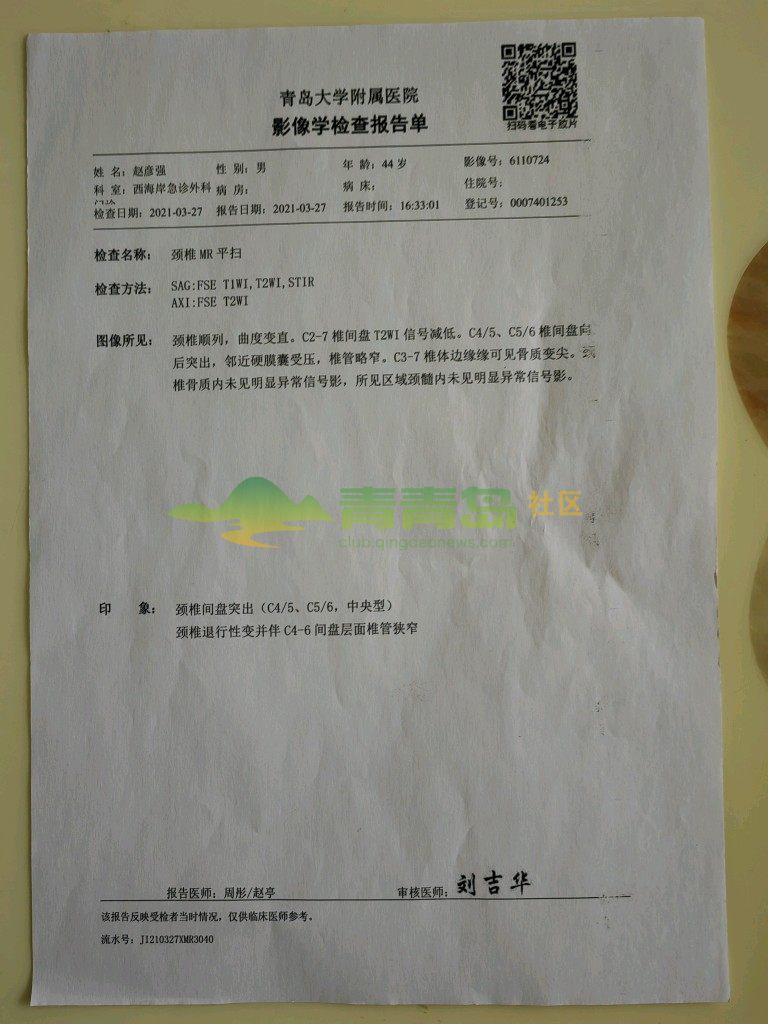 青岛大学附属医院
影像学检查报告单
扫码看电子胶片
姓 名：赵彦强 性 别：男 年 龄：44 岁 影像号：6110724
科 室：西海岸急诊外科 病 房： 病 床： 住院号：
检查日期：2021-03-27 报告日期：2021-03-27 报告时间：16:33:01 登记号：0007401253
检查名称： 颈椎 MR 平扫
检查方法： SAG:FSE T1WI,T2WI,STIR
AXI:FSE T2WI
图像所见： 颈椎顺列，曲度变直。C2-7 椎间盘 T2WI 信号减低。C4/5、C5/6 椎间盘向
后突出，邻近硬膜囊受压，椎管略窄。C3-7 椎体边缘缘可见骨质变尖。颈
椎骨质内未见明显异常信号影，所见区域颈髓内未见明显异常信号影。
青青岛 社区
club.qingdaonews.com
印 象： 颈椎间盘突出（C4/5、C5/6，中央型）
颈椎退行性变并伴 C4-6 间盘层面椎管狭窄
报告医师：周彤/赵亭 审核医师：刘吉华
该报告反映受检者当时情况，仅供临床医师参考。
流水号：JI210327XMR3040